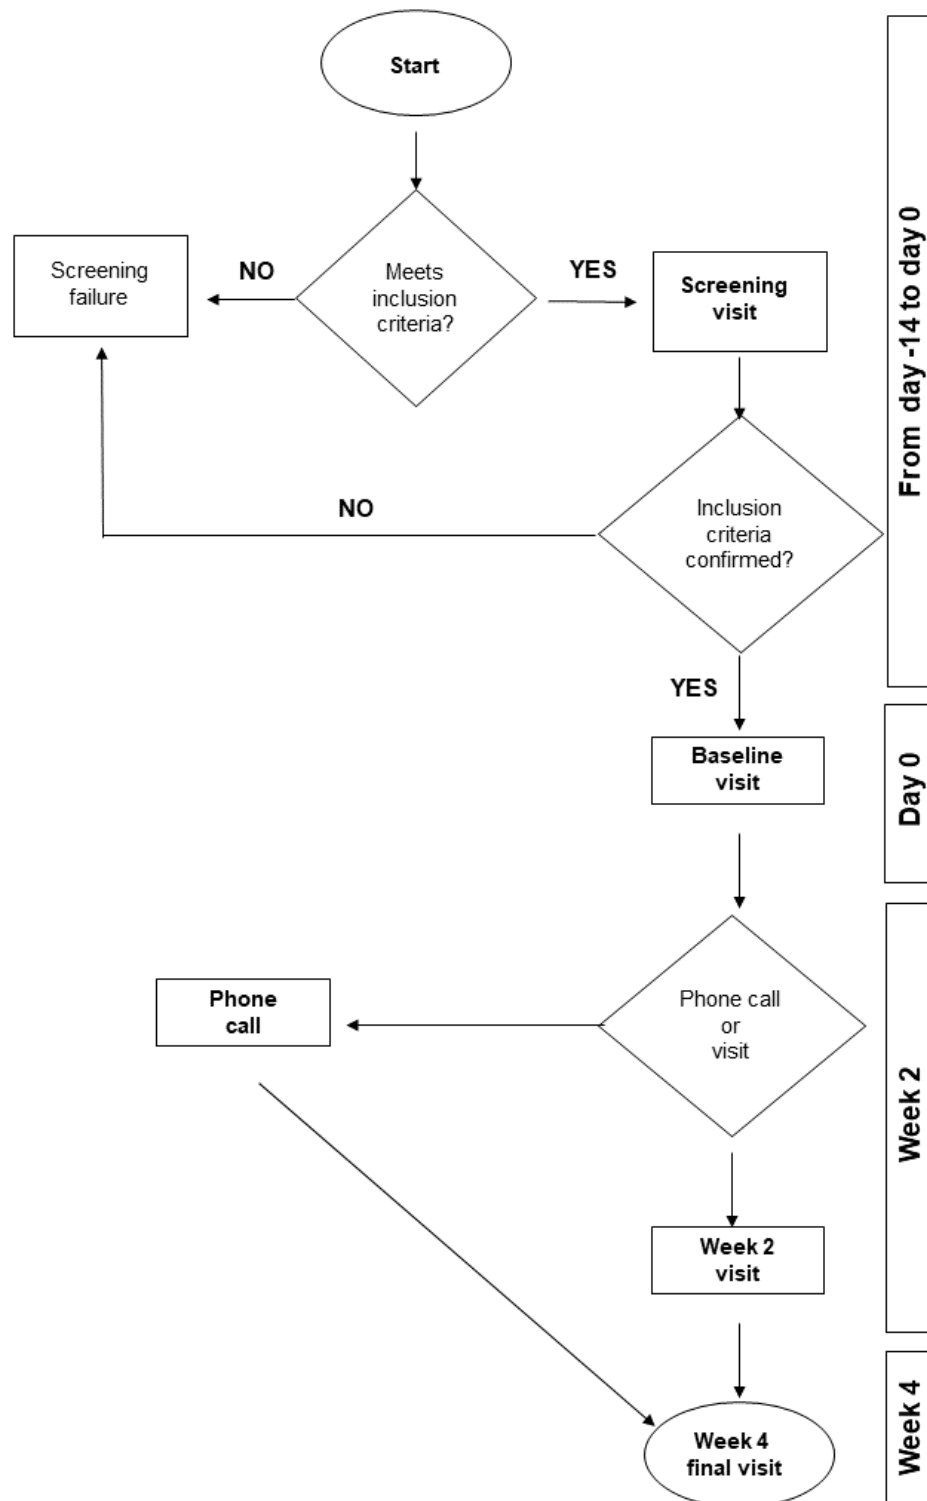 Start
Meets
inclusion
criteria?
NO
Screening
failure
YES
Screening
visit
Inclusion
criteria
confirmed?
NO
YES
Baseline
visit
Phone call
or
visit
Phone
call
Week 2
visit
Week 4
final visit
From day -14 to day 0
Day 0
Week 2
Week 4